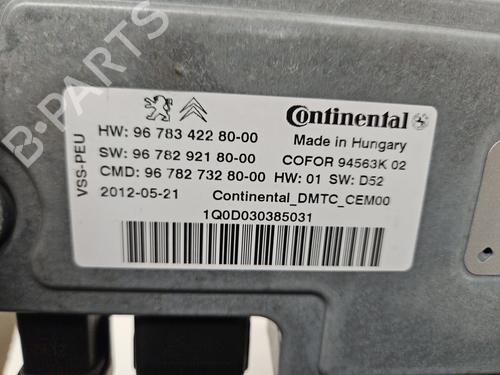 B-PARTS
Continental
HW: 96 783 422 80-00
Made in Hungary
SW: 96 782 921 80-00
COFOR 94563K 02
CMD: 96 782 732 80-00 HW: 01 SW: D52
VSS-PEU
2012-05-21 Continental_DMTC_CEM00
1Q0D030385031